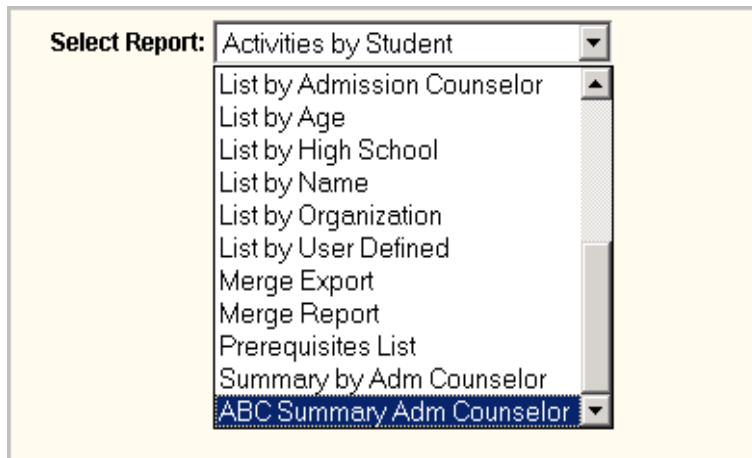 Select Report: Activities by Student
List by Admission Counselor
List by Age
List by High School
List by Name
List by Organization
List by User Defined
Merge Export
Merge Report
Prerequisites List
Summary by Adm Counselor
ABC Summary Adm Counselor